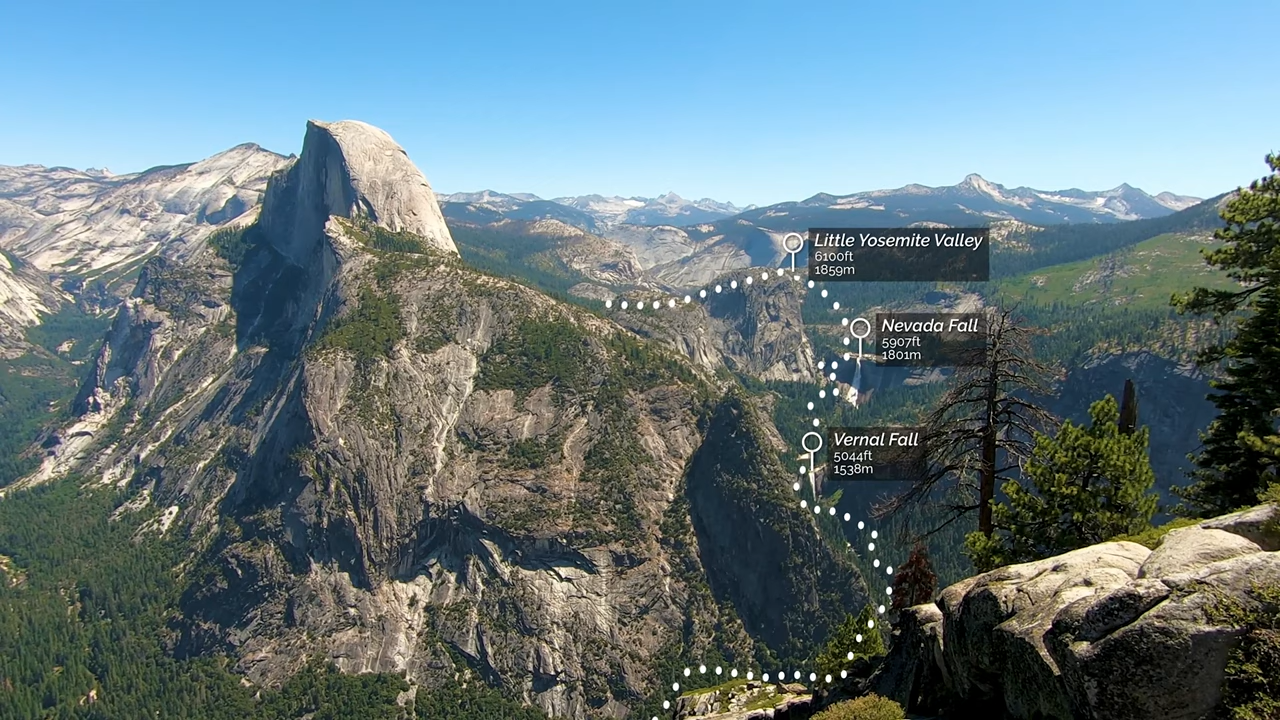 Little Yosemite Valley
6100ft
1859m
Nevada Fall
5907ft
1801m
Vernal Fall
5044ft
1538m